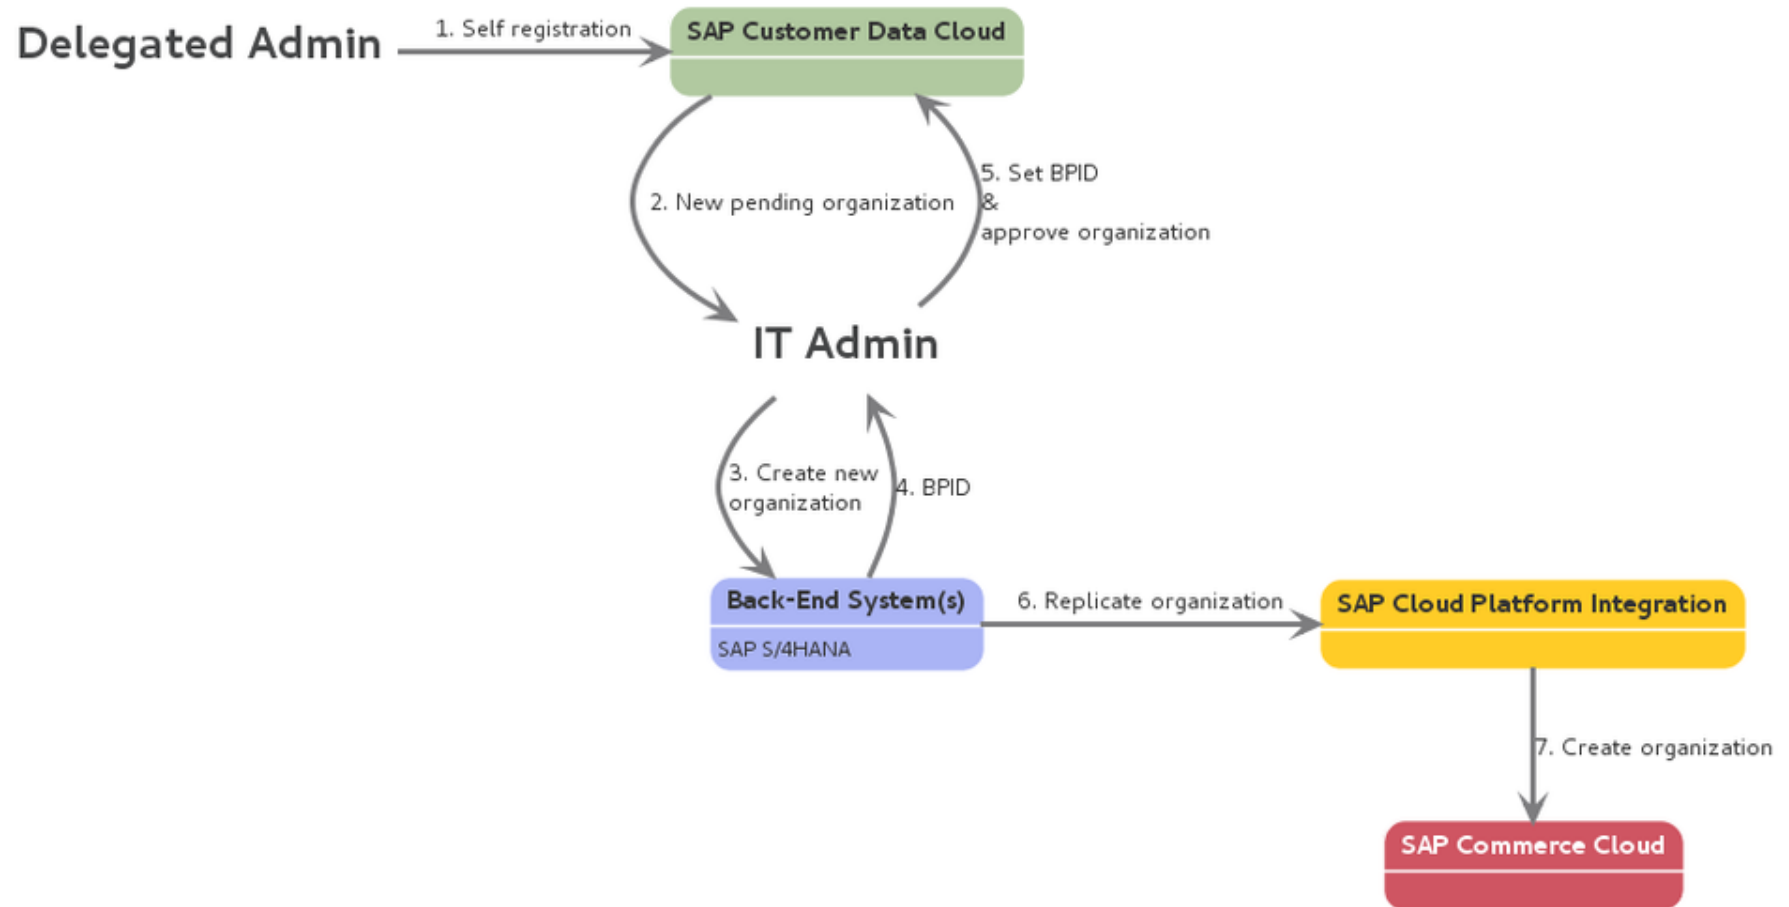 Delegated Admin
1. Self registration
SAP Customer Data Cloud
2. New pending organization
5. Set BPID
&
approve organization
IT Admin
3. Create new
organization
4. BPID
Back-End System(s)
SAP S/4HANA
6. Replicate organization
SAP Cloud Platform Integration
7. Create organization
SAP Commerce Cloud